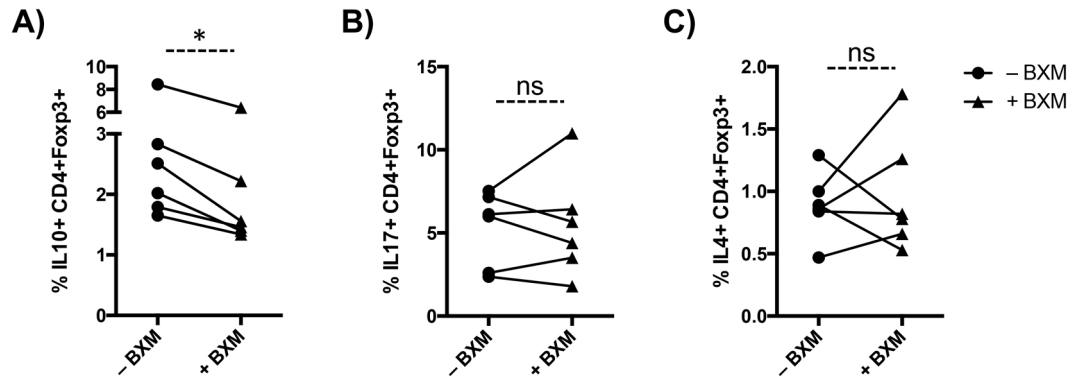 A)
*
% IL10+ CD4+Foxp3+
10
8
6
3
2
1
0
– BXM
+ BXM
B)
ns
% IL17+ CD4+Foxp3+
15
10
5
0
– BXM
+ BXM
C)
ns
% IL4+ CD4+Foxp3+
2.0
1.5
1.0
0.5
0.0
– BXM
+ BXM
– BXM
+ BXM